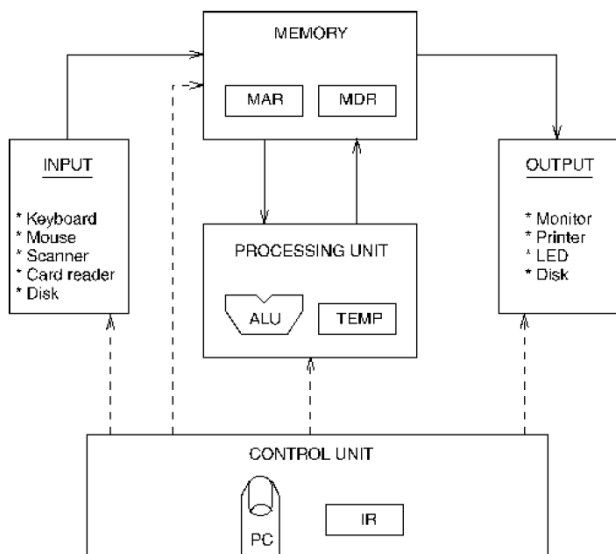 MEMORY
MAR
MDR
INPUT
* Keyboard
* Mouse
* Scanner
* Card reader
* Disk
OUTPUT
* Monitor
* Printer
* LED
* Disk
PROCESSING UNIT
ALU
TEMP
CONTROL UNIT
PC
IR